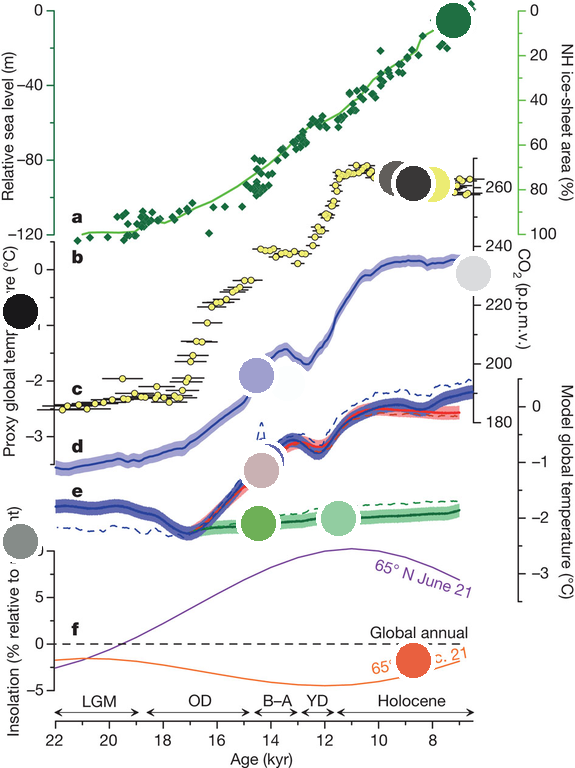 0
−40
−80
−120
Relative sea level (m)
0
20
40
60
80
100
NH ice-sheet area (%)
a
b
c
d
e
f
0
−2
−3
Proxy global (°C)
260
240
220
200
180
CO2 (p.p.m.v.)
0
−1
−2
−3
Model global temperature (°C)
5
0
−5
Insolation (% relative to
65° N June 21
Global annual
65° 21
LGM OD B–A YD Holocene
22 20 18 16 14 12 10 8
Age (kyr)